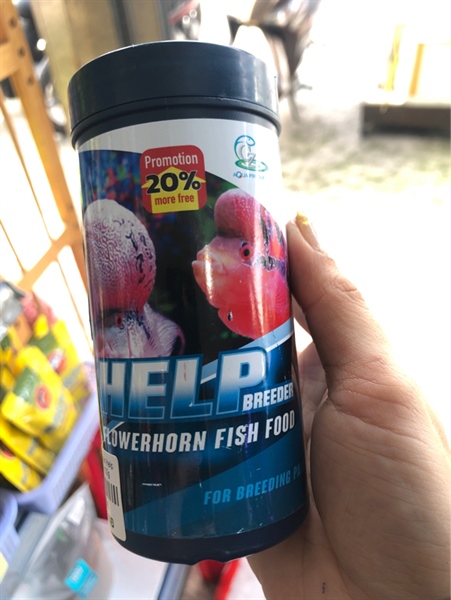 Promotion
20%
more free
HELP
BREEDER
FLOWERHORN FISH FOOD
FOR BREEDING